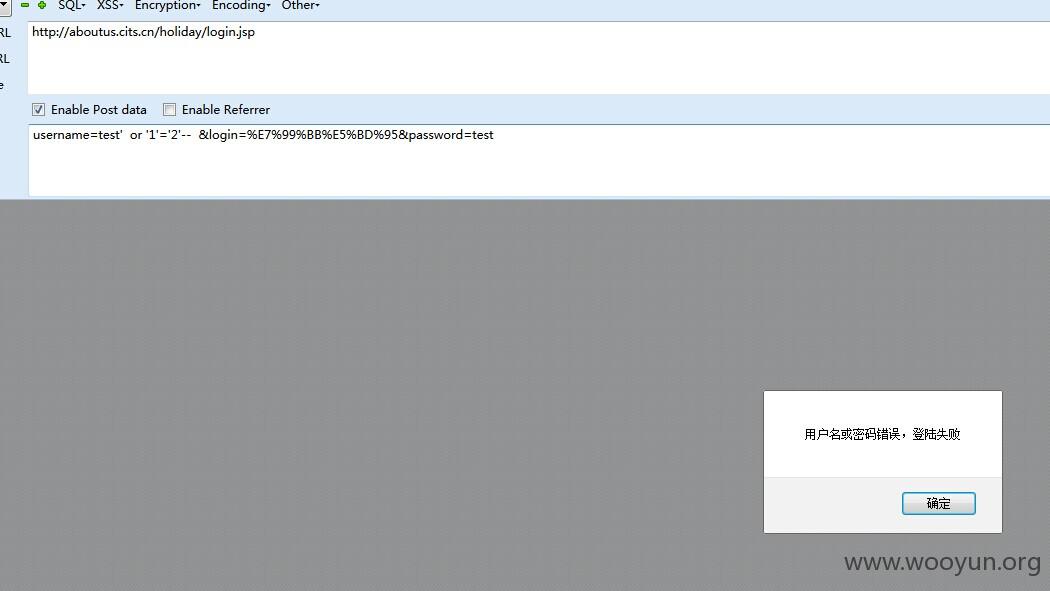 SQL▾ XSS▾ Encryption▾ Encoding▾ Other▾
RL
http://aboutus.cits.cn/holiday/login.jsp
RL
e
Enable Post data Enable Referrer
username=test'  or '1'='2'--  &login=%E7%99%BB%E5%BD%95&password=test
用户名或密码错误，登陆失败
确定
www.wooyun.org